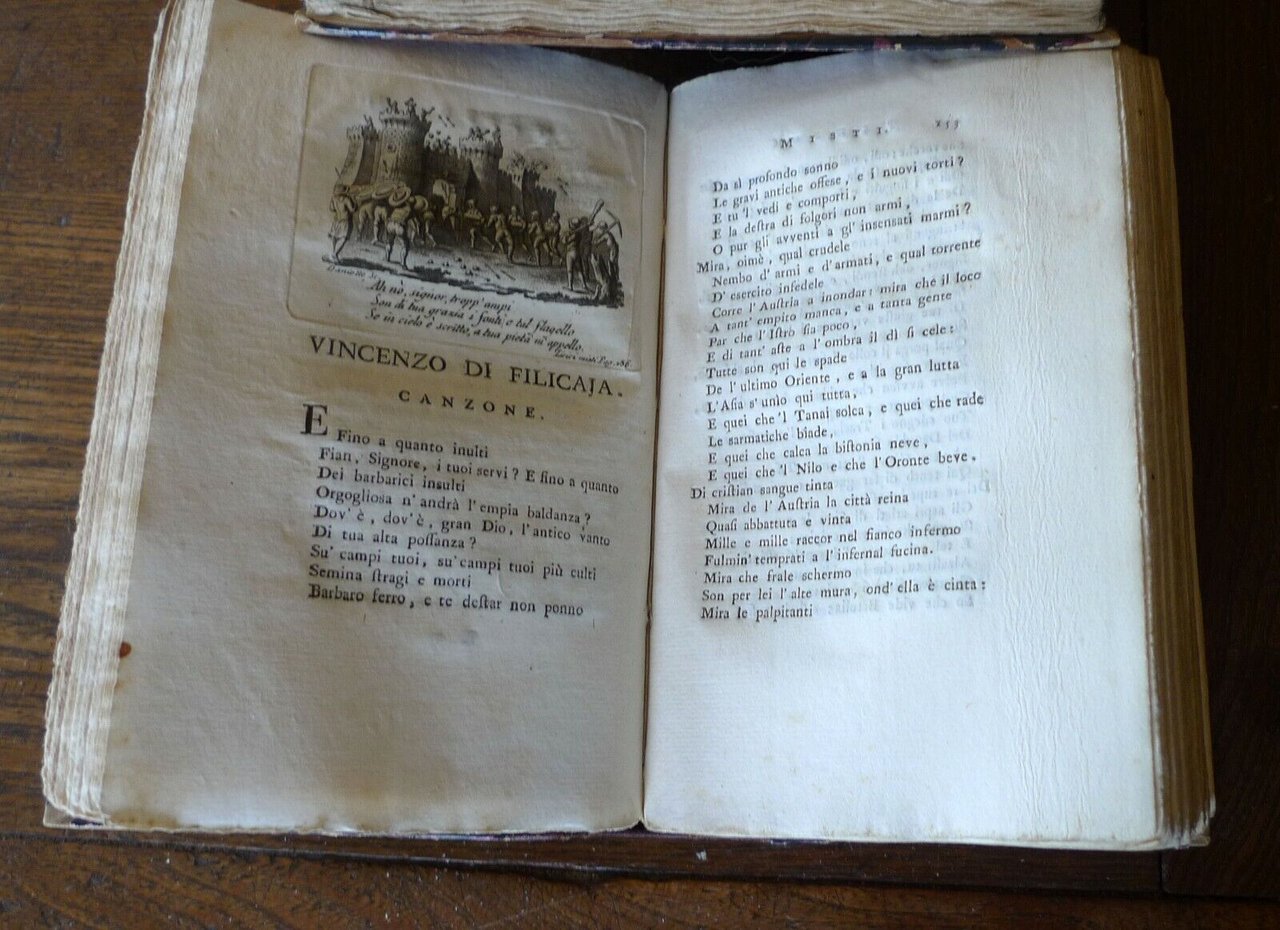 Daniotto Sc.
Ah nò, signor, tropp' ampj
Son di tua grazia i fonti e tal flagello
Se in cielo è scritto, a tua pietà m' appello.
Lirici misti. Pag. 186
VINCENZO DI FILICAJA.
CANZONE.
E Fino a quanto inulti
Fian, Signore, i tuoi servi? E fino a quanto
Dei barbarici insulti
Orgogliosa n' andrà l' empia baldanza?
Dov' è, dov' è, gran Dio, l' antico vanto
Di tua alta poſſanza?
Su' campi tuoi, su' campi tuoi più culti
Semina ſtragi e morti
Barbaro ferro, e te deſtar non ponno
MISTI. 153
Da sì profondo sonno
Le gravi antiche offese, e i nuovi torti?
E tu 'l vedi e comporti,
E la deſtra di folgori non armi,
O pur gli avventi a gl' insensati marmi?
Mira, oimè, qual crudele
Nembo d' armi e d' armati, e qual torrente
D' esercito infedele
Corre l' Auſtria a inondar: mira che il loco
A tant' empito manca, e a tanta gente
Par che l' Iſtrò ſia poco,
E di tant' aſte a l' ombra il dì ſi cele:
Tutte son qui le spade
De l' ultimo Oriente, e a la gran lutta
L' Aſia s' unìo qui tutta,
E quei che 'l Tanai solca, e quei che rade
Le sarmatiche biade,
E quei che calca la biſtonia neve,
E quei che 'l Nilo e che l' Oronte beve.
Di criſtian sangue tinta
Mira de l' Auſtria la città reina
Quaſi abbattuta e vinta
Mille e mille raccor nel fianco infermo
Fulmin' temprati a l' infernal fucina.
Mira che frale schermo
Son per lei l' alte mura, ond' ella è cinta:
Mira le palpitanti